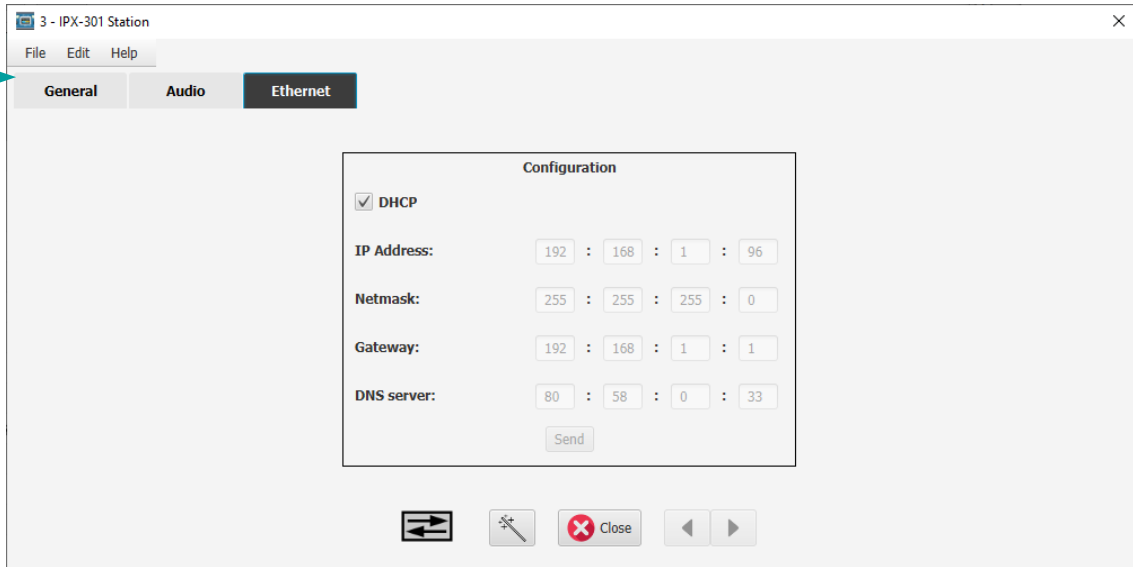 3 - IPX-301 Station
File Edit Help
General Audio Ethernet
Configuration
DHCP
IP Address: 192 : 168 : 1 : 96
Netmask: 255 : 255 : 255 : 0
Gateway: 192 : 168 : 1 : 1
DNS server: 80 : 58 : 0 : 33
Send
Close